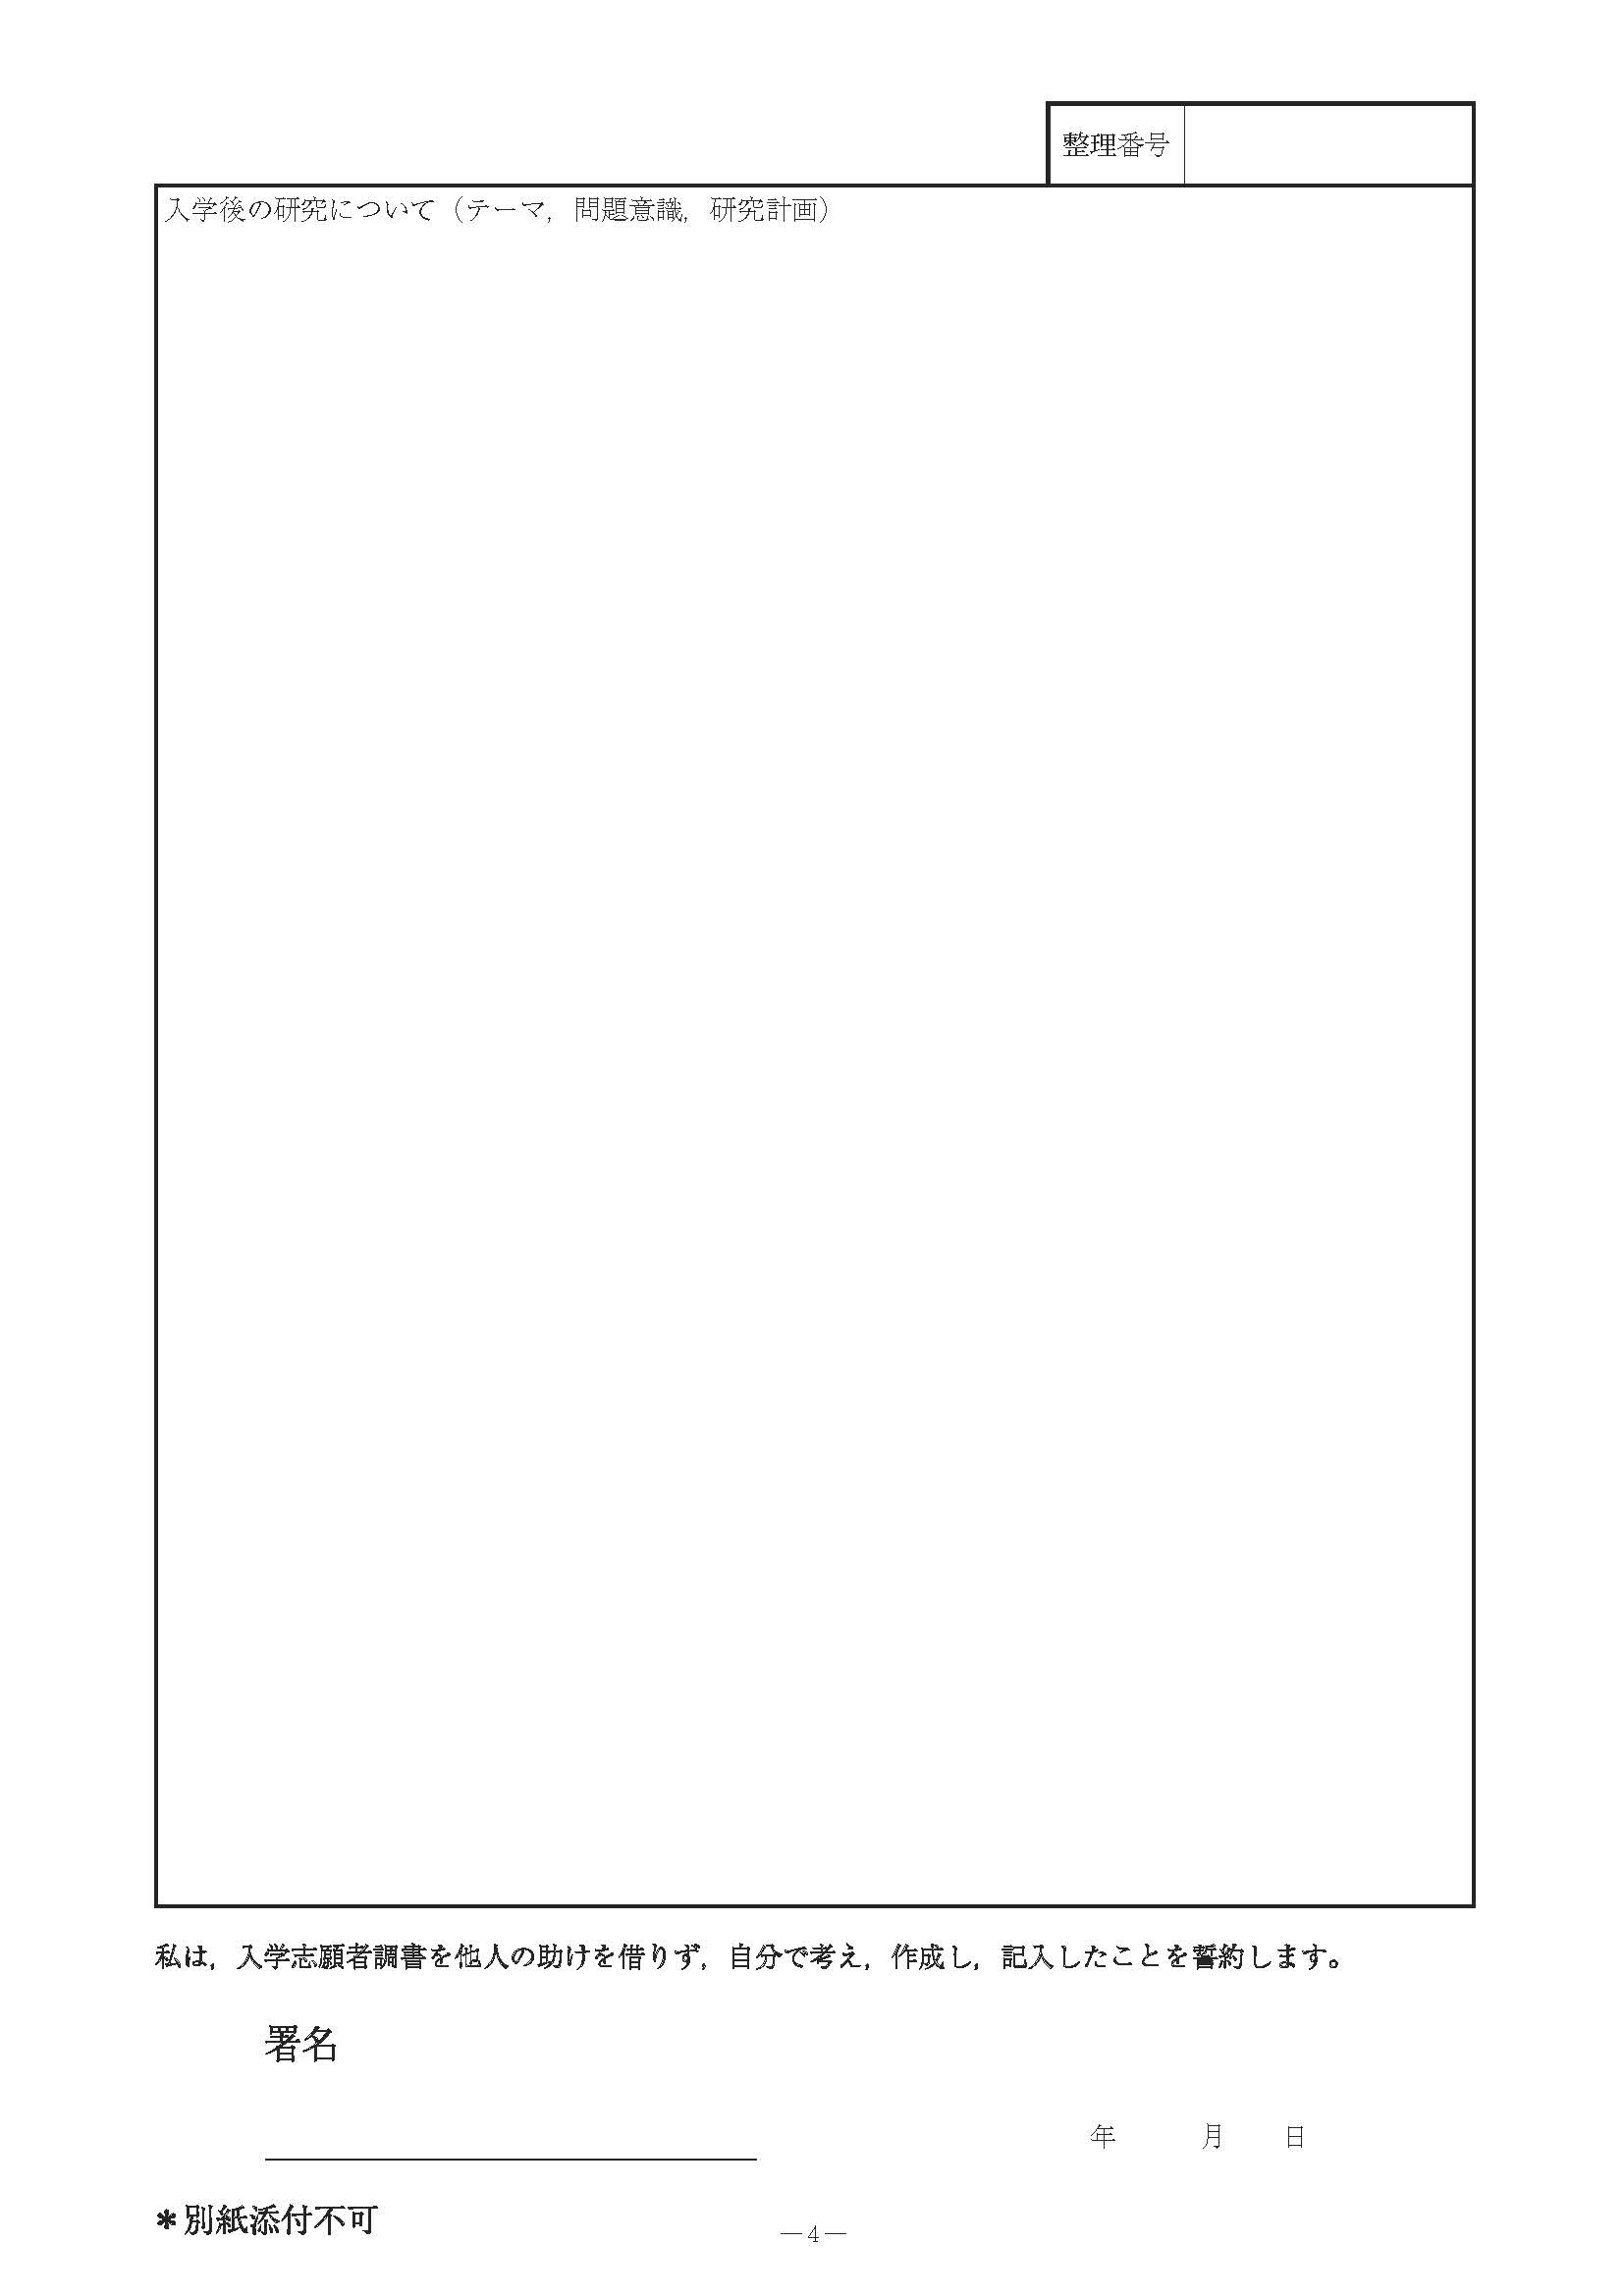 整理番号
入学後の研究について（テーマ，問題意識，研究計画）
私は，入学志願者調書を他人の助けを借りず，自分で考え，作成し，記入したことを誓約します。
署名
年　月　日
＊別紙添付不可
―4―